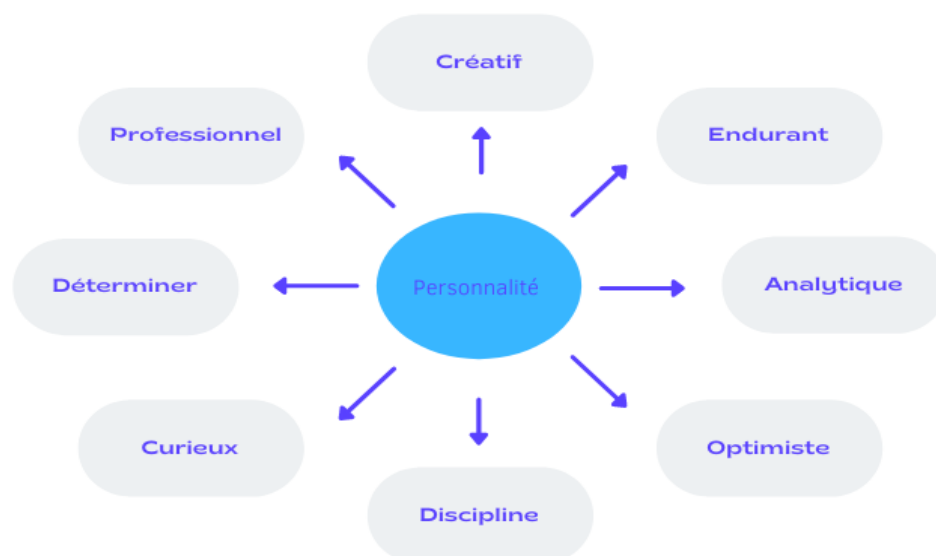 Créatif
Professionnel
Endurant
Déterminer
Personnalité
Analytique
Curieux
Optimiste
Discipline